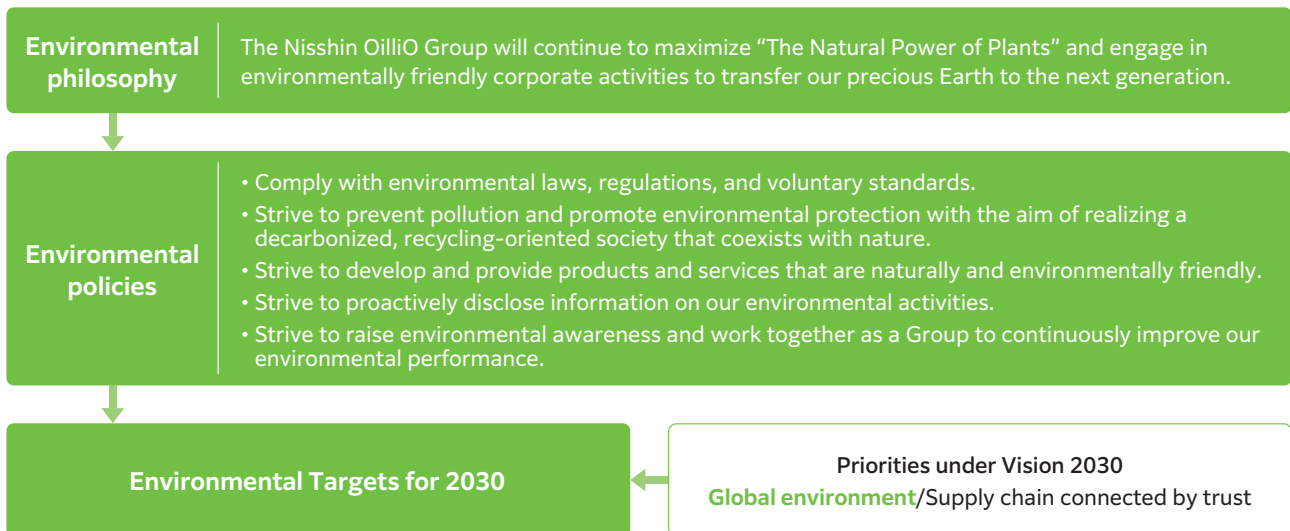 Environmental
philosophy
The Nisshin OilliO Group will continue to maximize “The Natural Power of Plants” and engage in
environmentally friendly corporate activities to transfer our precious Earth to the next generation.
Environmental
policies
• Comply with environmental laws, regulations, and voluntary standards.
• Strive to prevent pollution and promote environmental protection with the aim of realizing a
decarbonized, recycling-oriented society that coexists with nature.
• Strive to develop and provide products and services that are naturally and environmentally friendly.
• Strive to proactively disclose information on our environmental activities.
• Strive to raise environmental awareness and work together as a Group to continuously improve our
environmental performance.
Environmental Targets for 2030
Priorities under Vision 2030
Global environment/Supply chain connected by trust